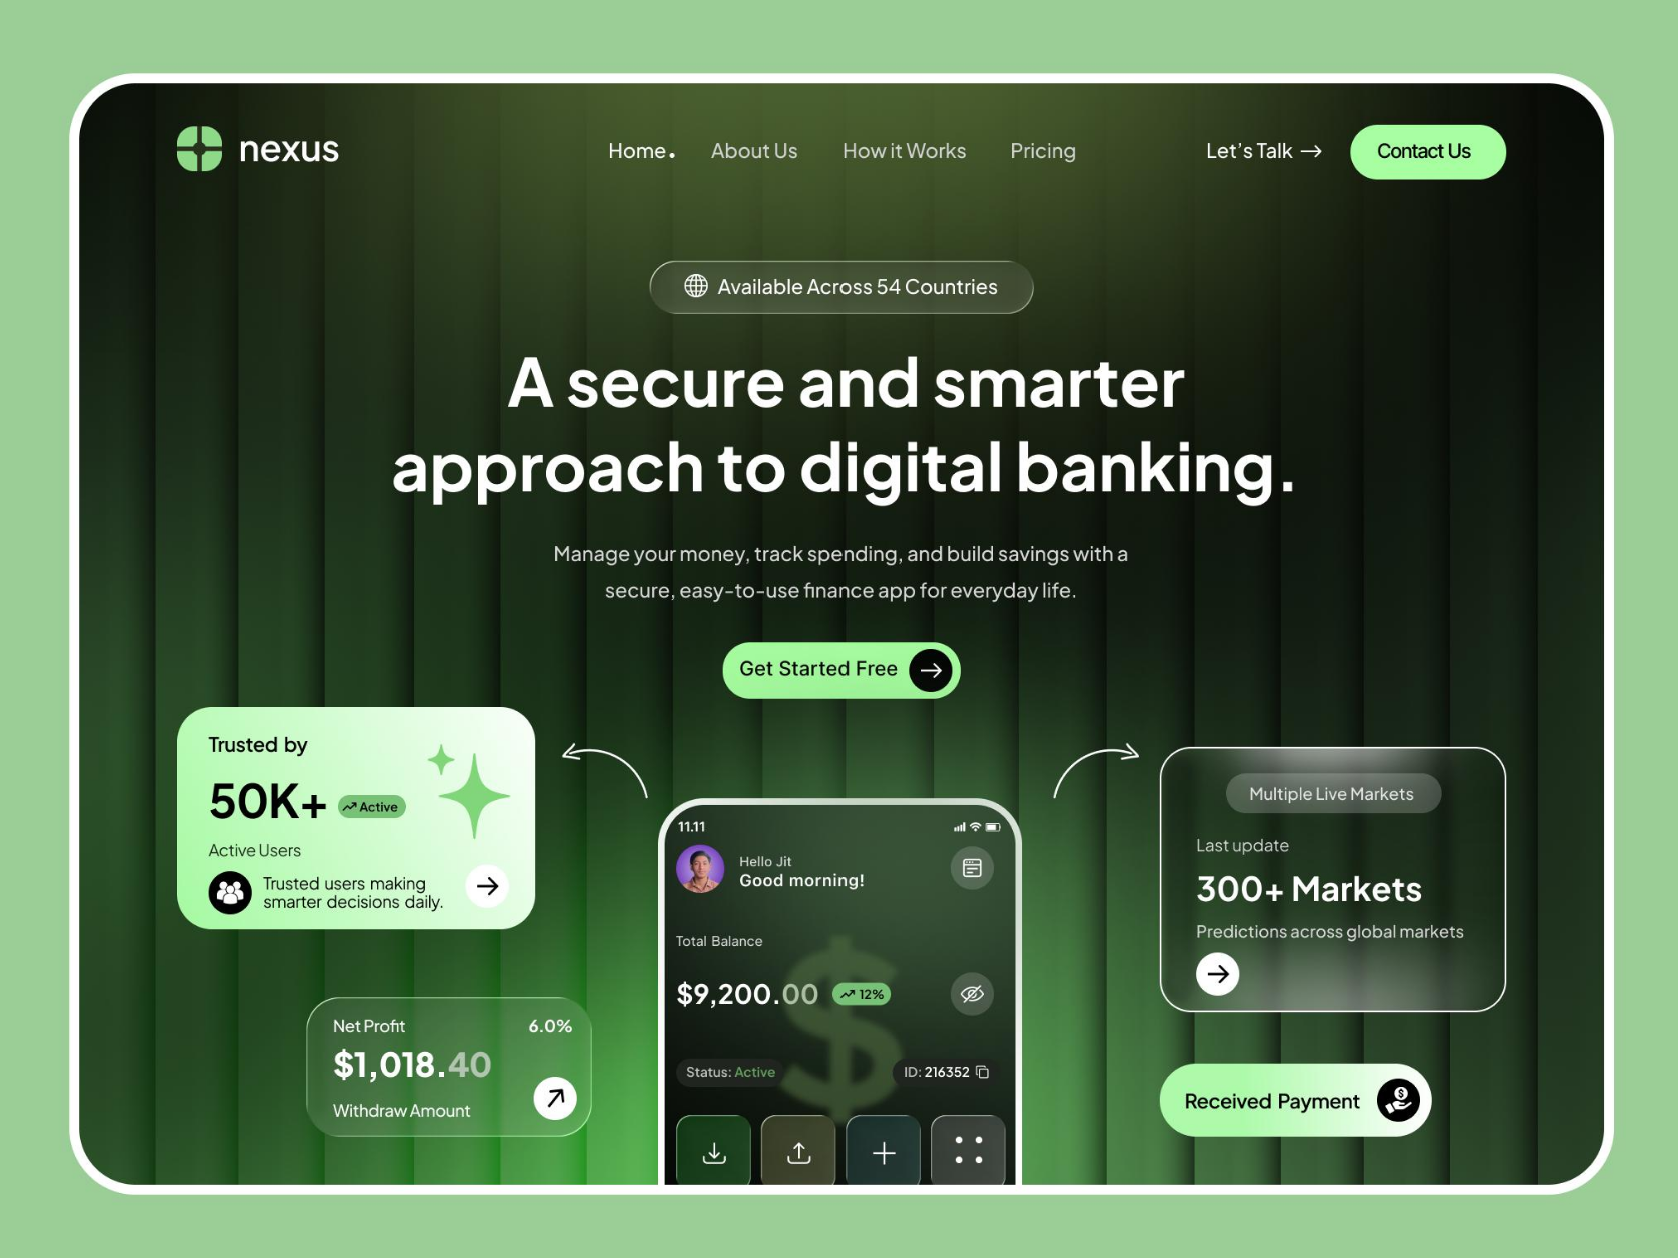 nexus
Home.
About Us
How it Works
Pricing
Let's Talk →
Contact Us
Available Across 54 Countries
A secure and smarter
approach to digital banking.
Manage your money, track spending, and build savings with a
secure, easy-to-use finance app for everyday life.
Get Started Free
Trusted by
50K+
Active
Active Users
Trusted users making
smarter decisions daily.
Net Profit
6.0%
$1,018.40
Withdraw Amount
11.11
Hello Jit
Good morning!
Total Balance
$9,200.00
12%
$
Status: Active
ID: 216352
Multiple Live Markets
Last update
300+ Markets
Predictions across global markets
Received Payment